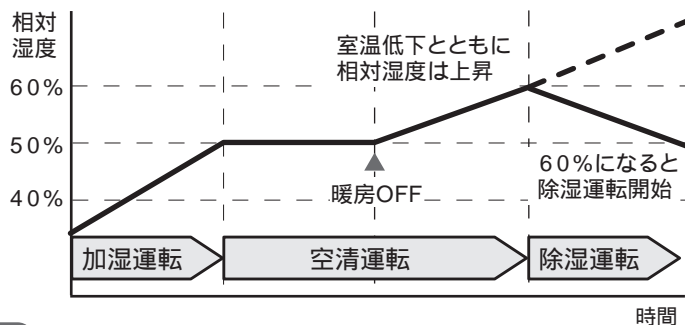 相対
湿度
室温低下とともに
相対湿度は上昇
60%
50%
40%
暖房OFF
60%になると
除湿運転開始
加湿運転
空清運転
除湿運転
時間